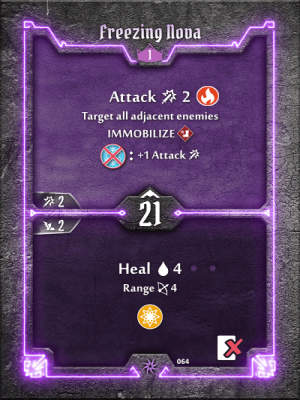 Freezing Nova
1
Attack 2
Target all adjacent enemies
IMMOBILIZE
: +1 Attack
2
21
2
Heal 4
Range 4
064